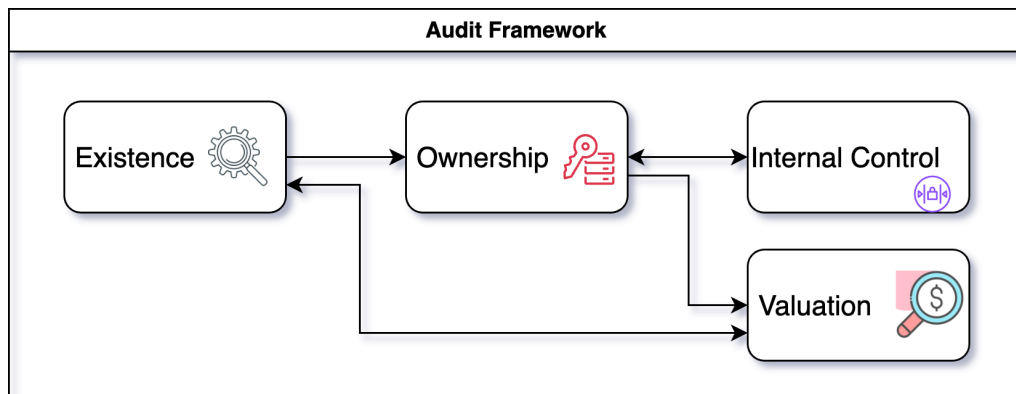 Audit Framework
Existence
Ownership
Internal Control
Valuation
$